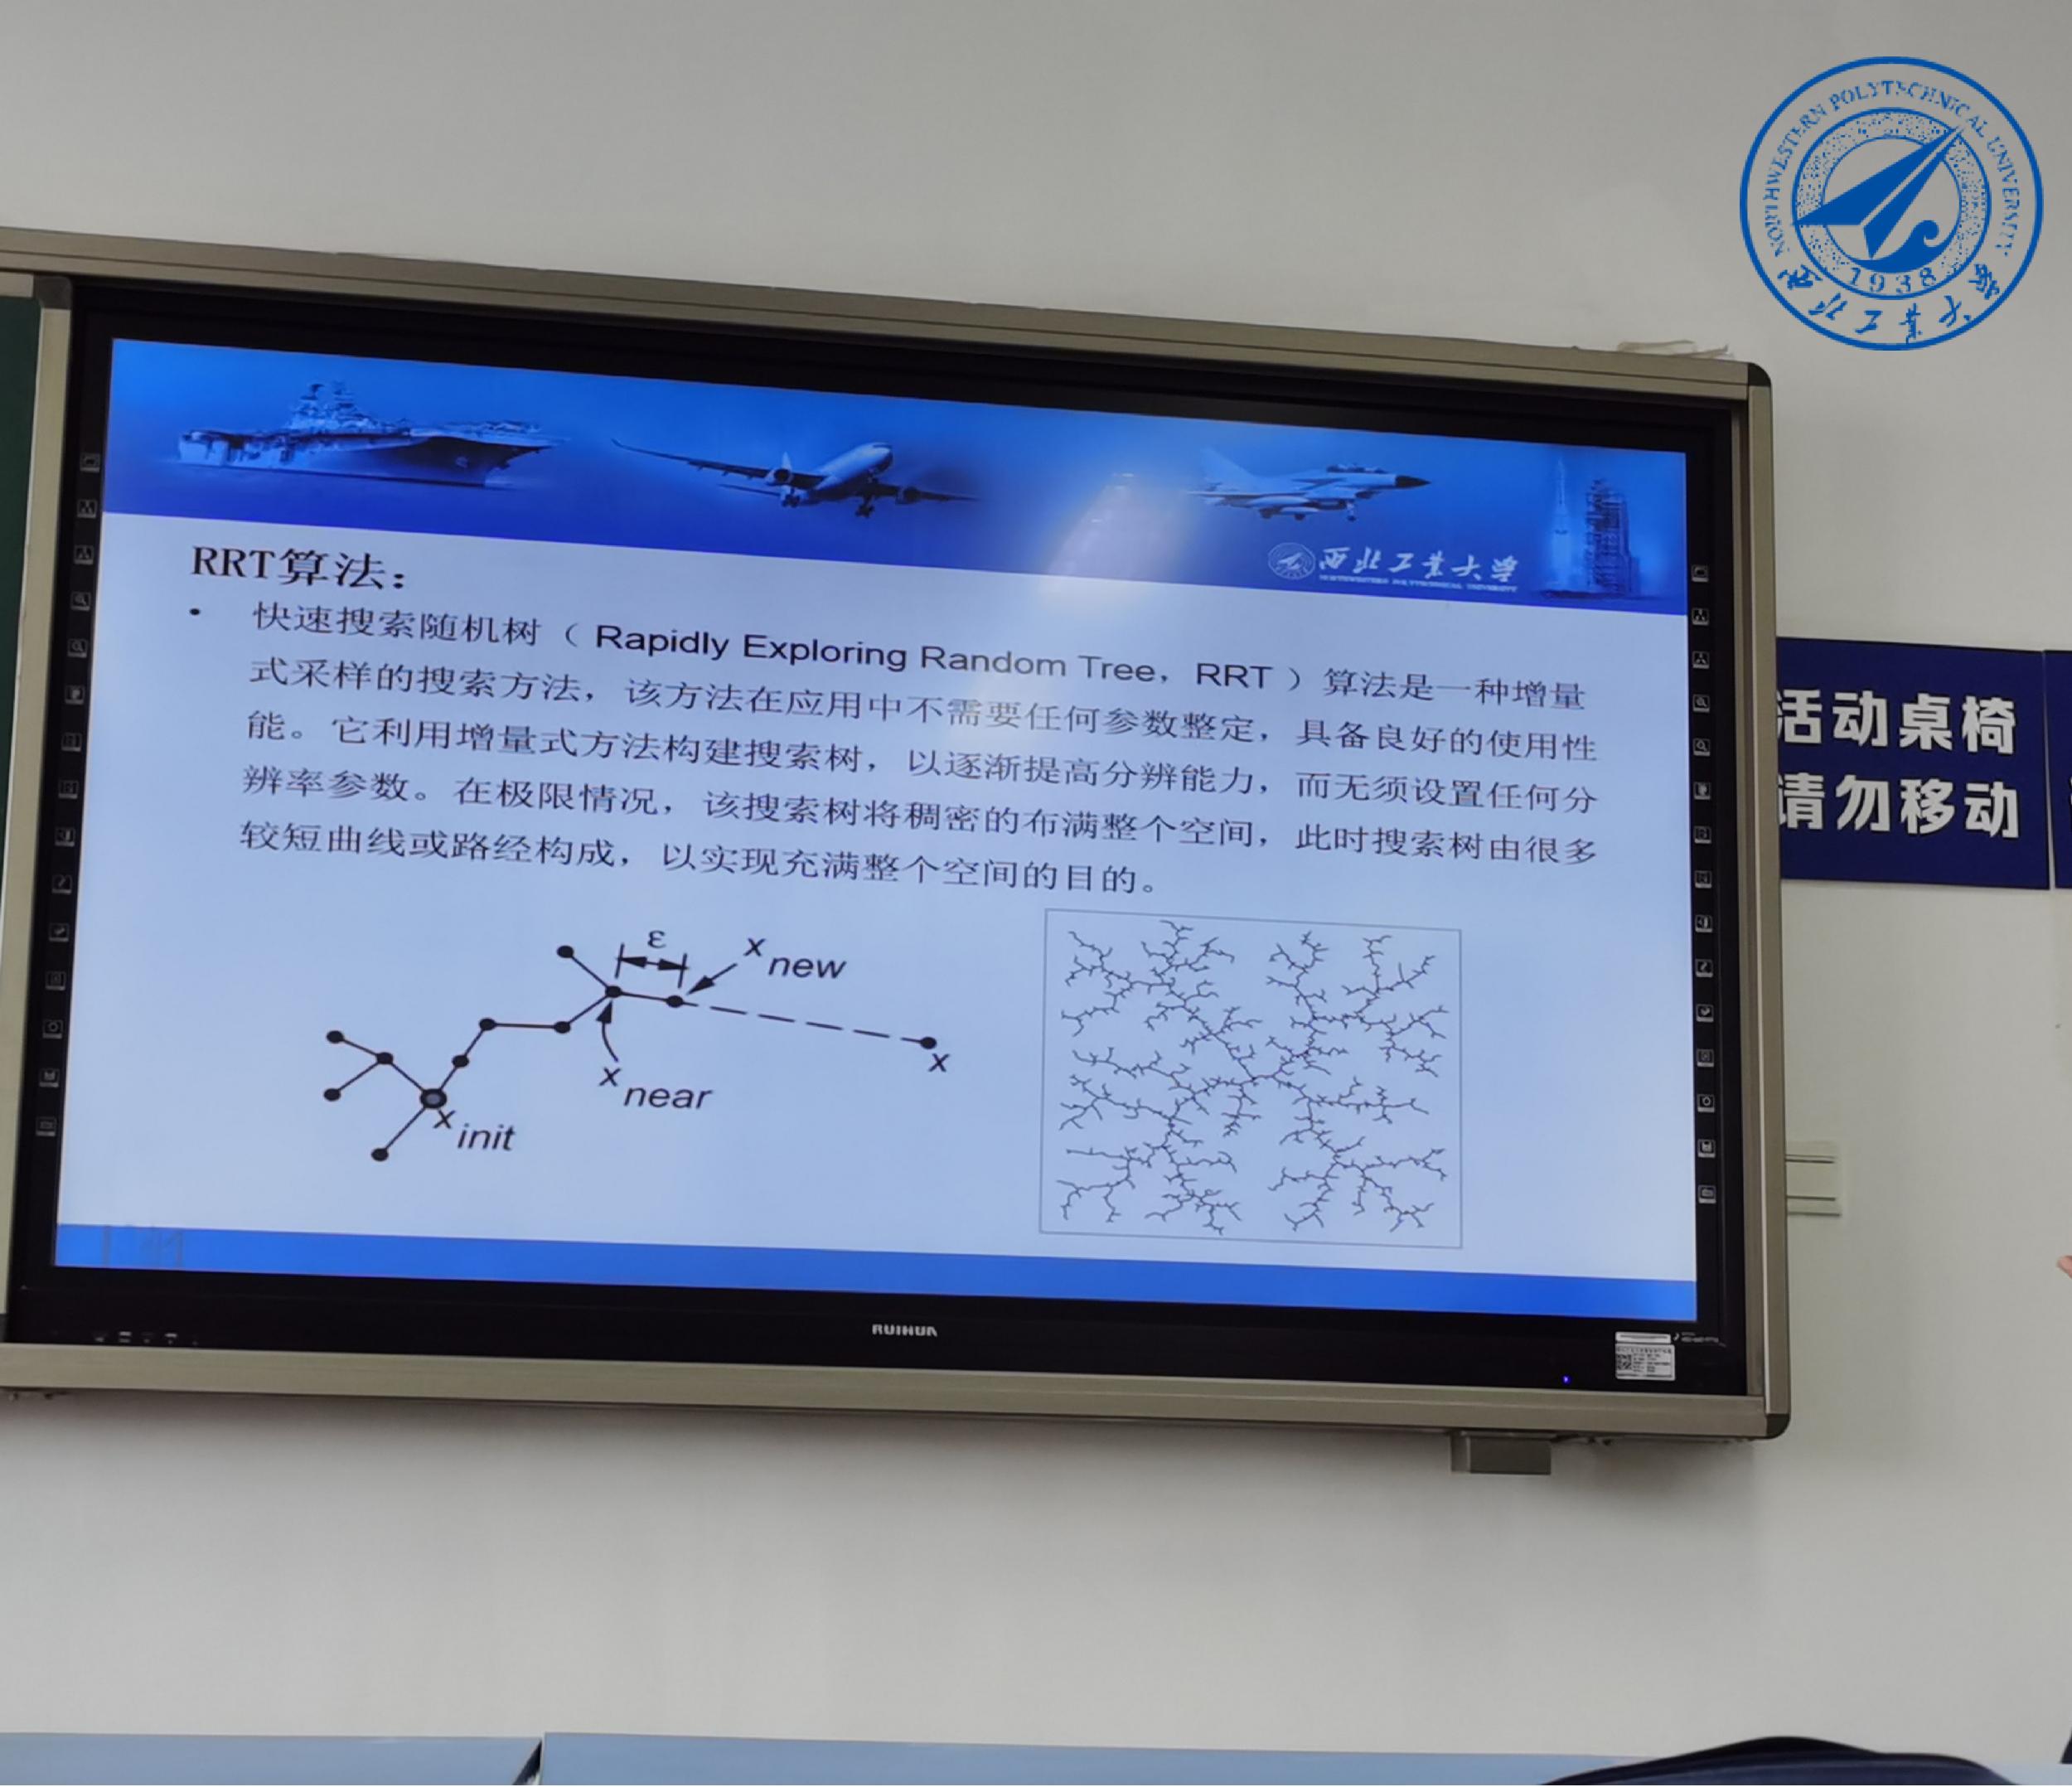 NORTHWESTERN POLYTECHNICAL UNIVERSITY
1938
西北工业大学
西北工业大学
NORTHWESTERN POLYTECHNICAL UNIVERSITY
RRT算法：
• 快速搜索随机树（ Rapidly Exploring Random Tree，RRT ）算法是一种增量
式采样的搜索方法，该方法在应用中不需要任何参数整定，具备良好的使用性
能。它利用增量式方法构建搜索树，以逐渐提高分辨能力，而无须设置任何分
辨率参数。在极限情况，该搜索树将稠密的布满整个空间，此时搜索树由很多
较短曲线或路经构成，以实现充满整个空间的目的。
ε
x new
x
x near
x init
活动桌椅
请勿移动
RUIHUA